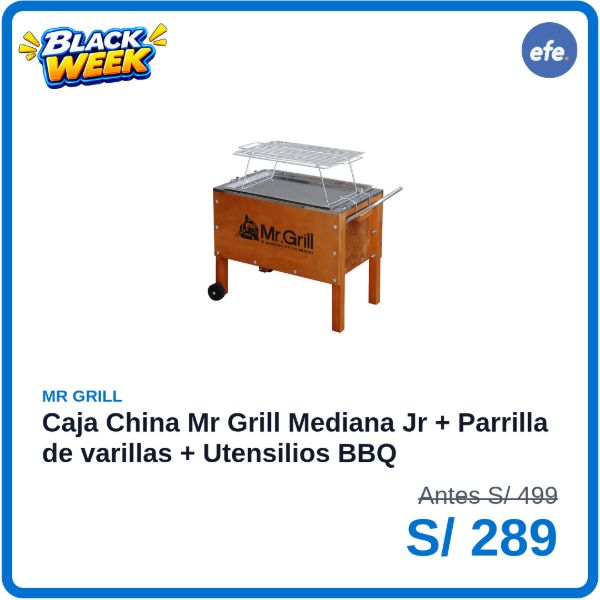 BLACK
WEEK
efe.
Mr.Grill
MR GRILL
Caja China Mr Grill Mediana Jr + Parrilla
de varillas + Utensilios BBQ
Antes S/ 499
S/ 289